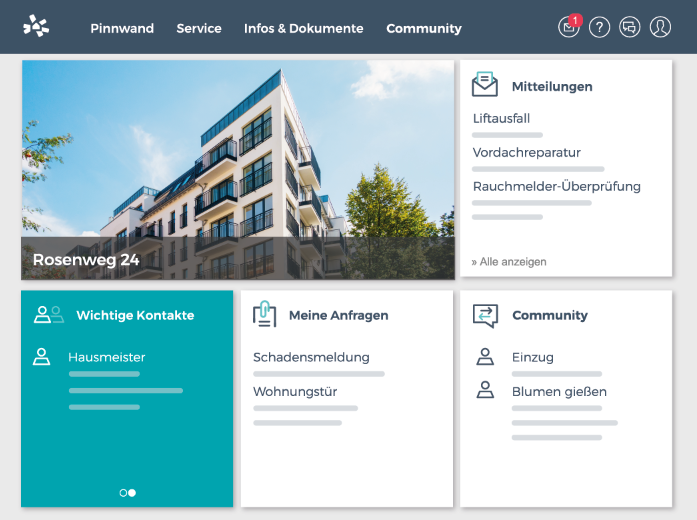 Pinnwand Service Infos & Dokumente Community
1
?
Mitteilungen
Liftausfall
Vordachreparatur
Rauchmelder-Überprüfung
» Alle anzeigen
Rosenweg 24
Wichtige Kontakte
Hausmeister
Meine Anfragen
Schadensmeldung
Wohnungstür
Community
Einzug
Blumen gießen